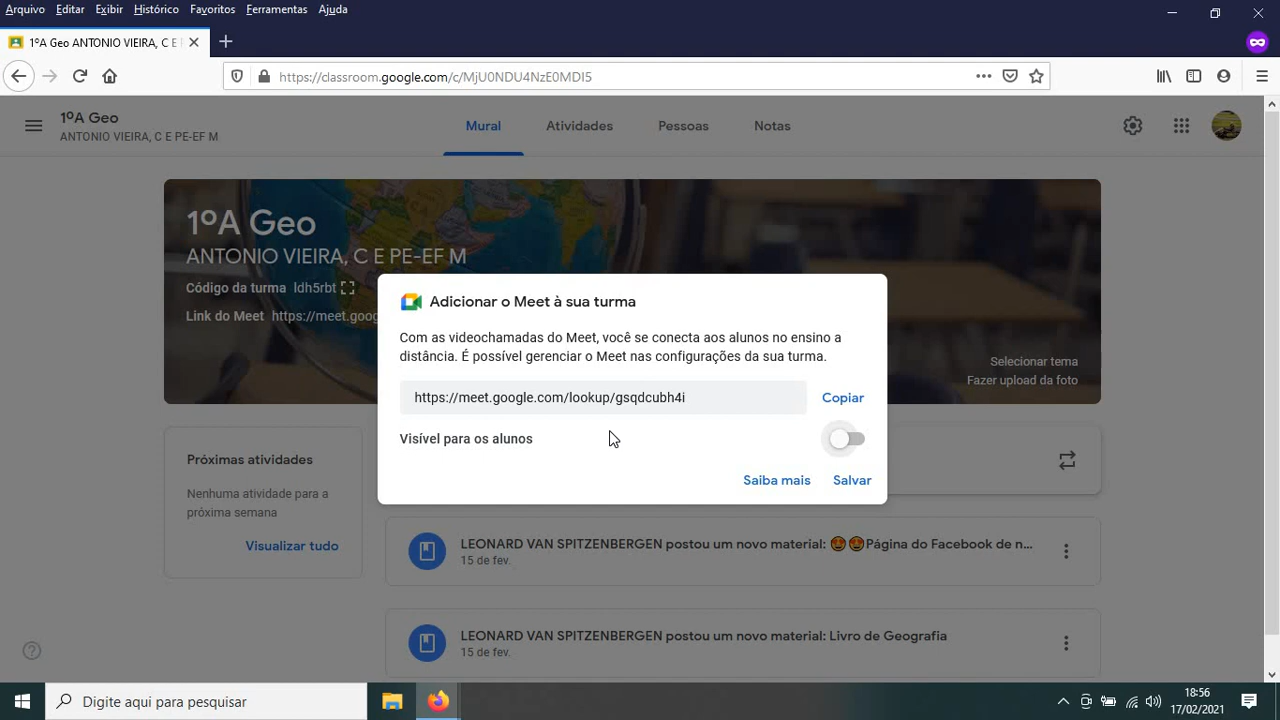 Arquivo Editar Exibir Histórico Favoritos Ferramentas Ajuda
1ºA Geo ANTONIO VIEIRA, C E
https://classroom.google.com/c/MjU0NDU4NzE0MDI5
1ºA Geo
ANTONIO VIEIRA, C E PE-EF M
Mural Atividades Pessoas Notas
1ºA Geo
ANTONIO VIEIRA, C E PE-EF M
Código da turma ldh5rbt
Link do Meet https://meet.goog
Selecionar tema
Fazer upload da foto
Adicionar o Meet à sua turma
Com as videochamadas do Meet, você se conecta aos alunos no ensino a
distância. É possível gerenciar o Meet nas configurações da sua turma.
https://meet.google.com/lookup/gsqdcubh4i Copiar
Visível para os alunos
Saiba mais Salvar
Próximas atividades
Nenhuma atividade para a
próxima semana
Visualizar tudo
LEONARD VAN SPITZENBERGEN postou um novo material: 🤩🤩Página do Facebook de n...
15 de fev.
LEONARD VAN SPITZENBERGEN postou um novo material: Livro de Geografia
15 de fev.
Digite aqui para pesquisar
18:56
17/02/2021